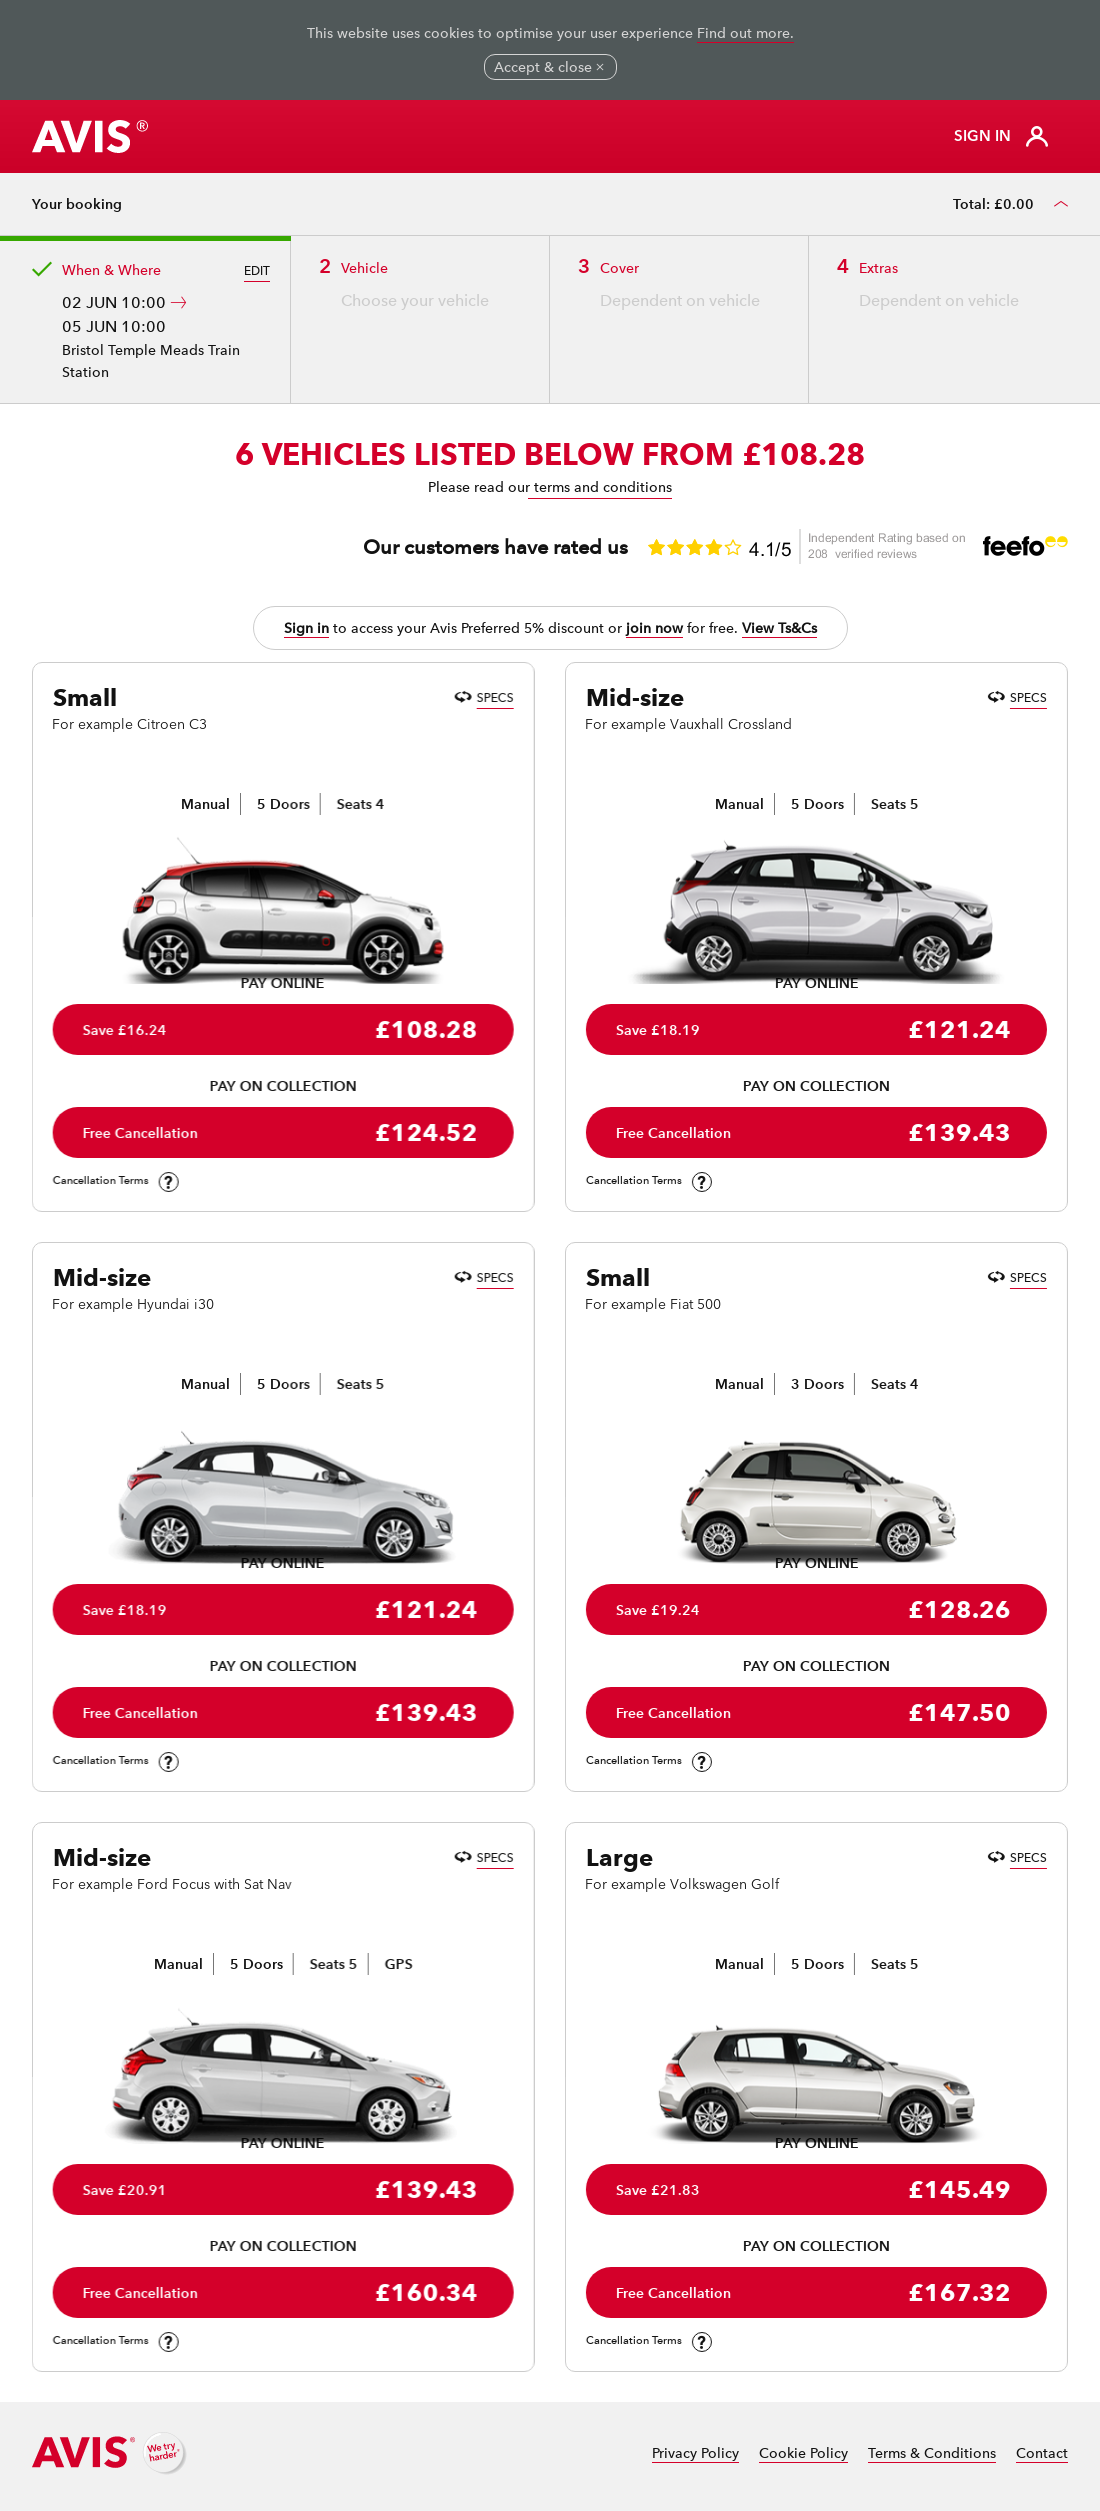 This website uses cookies to optimise your user experience Find out more.
Accept & close ×
AVIS ®
SIGN IN
Your booking
Total: £0.00
When & Where
EDIT
02 JUN 10:00 →
05 JUN 10:00
Bristol Temple Meads Train
Station
2 Vehicle
Choose your vehicle
3 Cover
Dependent on vehicle
4 Extras
Dependent on vehicle
6 VEHICLES LISTED BELOW FROM £108.28
Please read our terms and conditions
Our customers have rated us
4.1/5
Independent Rating based on
208 verified reviews
feefo
Sign in to access your Avis Preferred 5% discount or join now for free. View Ts&Cs
Small
SPECS
For example Citroen C3
Manual
5 Doors
Seats 4
PAY ONLINE
Save £16.24
£108.28
PAY ON COLLECTION
Free Cancellation
£124.52
Cancellation Terms ?
Mid-size
SPECS
For example Vauxhall Crossland
Manual
5 Doors
Seats 5
PAY ONLINE
Save £18.19
£121.24
PAY ON COLLECTION
Free Cancellation
£139.43
Cancellation Terms ?
Mid-size
SPECS
For example Hyundai i30
Manual
5 Doors
Seats 5
PAY ONLINE
Save £18.19
£121.24
PAY ON COLLECTION
Free Cancellation
£139.43
Cancellation Terms ?
Small
SPECS
For example Fiat 500
Manual
3 Doors
Seats 4
PAY ONLINE
Save £19.24
£128.26
PAY ON COLLECTION
Free Cancellation
£147.50
Cancellation Terms ?
Mid-size
SPECS
For example Ford Focus with Sat Nav
Manual
5 Doors
Seats 5
GPS
PAY ONLINE
Save £20.91
£139.43
PAY ON COLLECTION
Free Cancellation
£160.34
Cancellation Terms ?
Large
SPECS
For example Volkswagen Golf
Manual
5 Doors
Seats 5
PAY ONLINE
Save £21.83
£145.49
PAY ON COLLECTION
Free Cancellation
£167.32
Cancellation Terms ?
AVIS ®
We try
harder
Privacy Policy
Cookie Policy
Terms & Conditions
Contact